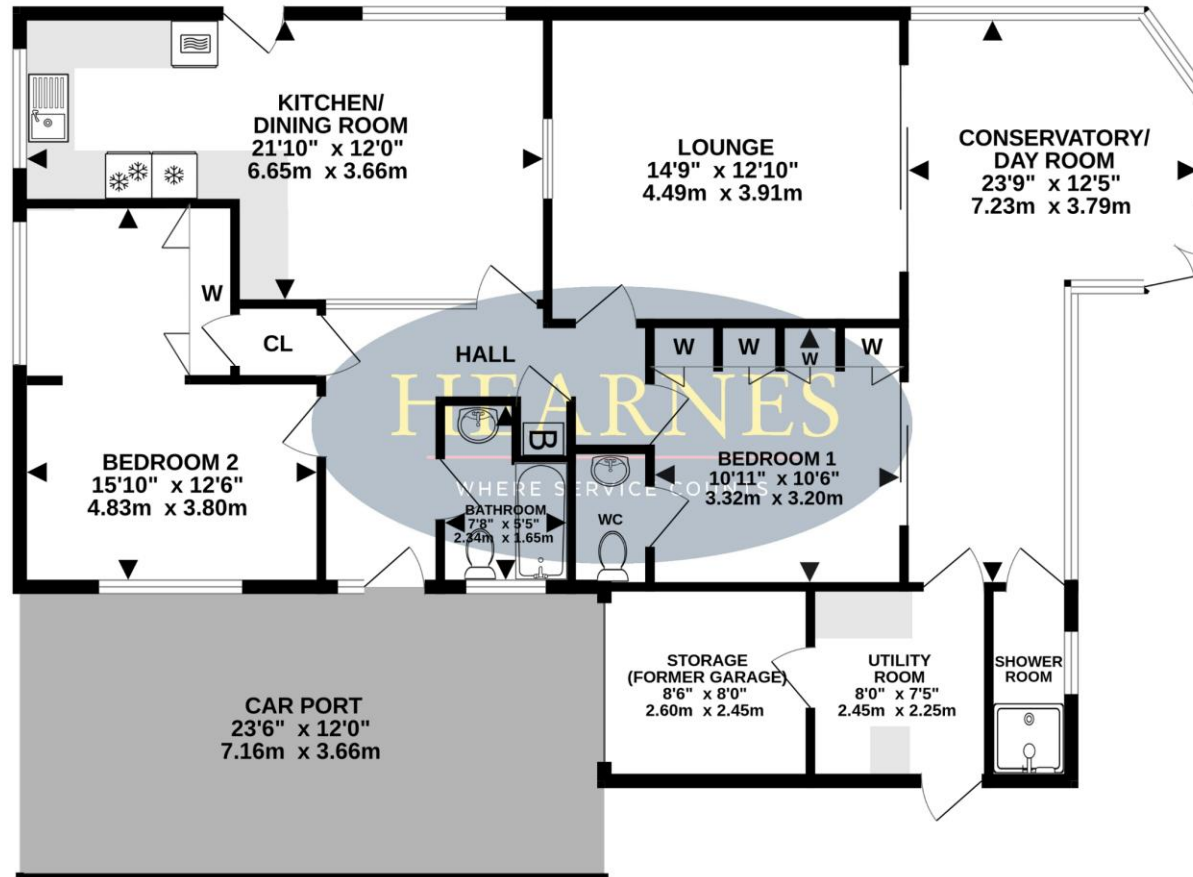 KITCHEN/
DINING ROOM
21'10" x 12'0"
6.65m x 3.66m
LOUNGE
14'9" x 12'10"
4.49m x 3.91m
CONSERVATORY/
DAY ROOM
23'9" x 12'5"
7.23m x 3.79m
W
CL
HALL
W
W
W
W
HEARNES
WHERE SERVICE COUNTS
B
BEDROOM 2
15'10" x 12'6"
4.83m x 3.80m
BATHROOM
7'8" x 5'5"
2.34m x 1.65m
WC
BEDROOM 1
10'11" x 10'6"
3.32m x 3.20m
CAR PORT
23'6" x 12'0"
7.16m x 3.66m
STORAGE
(FORMER GARAGE)
8'6" x 8'0"
2.60m x 2.45m
UTILITY
ROOM
8'0" x 7'5"
2.45m x 2.25m
SHOWER
ROOM